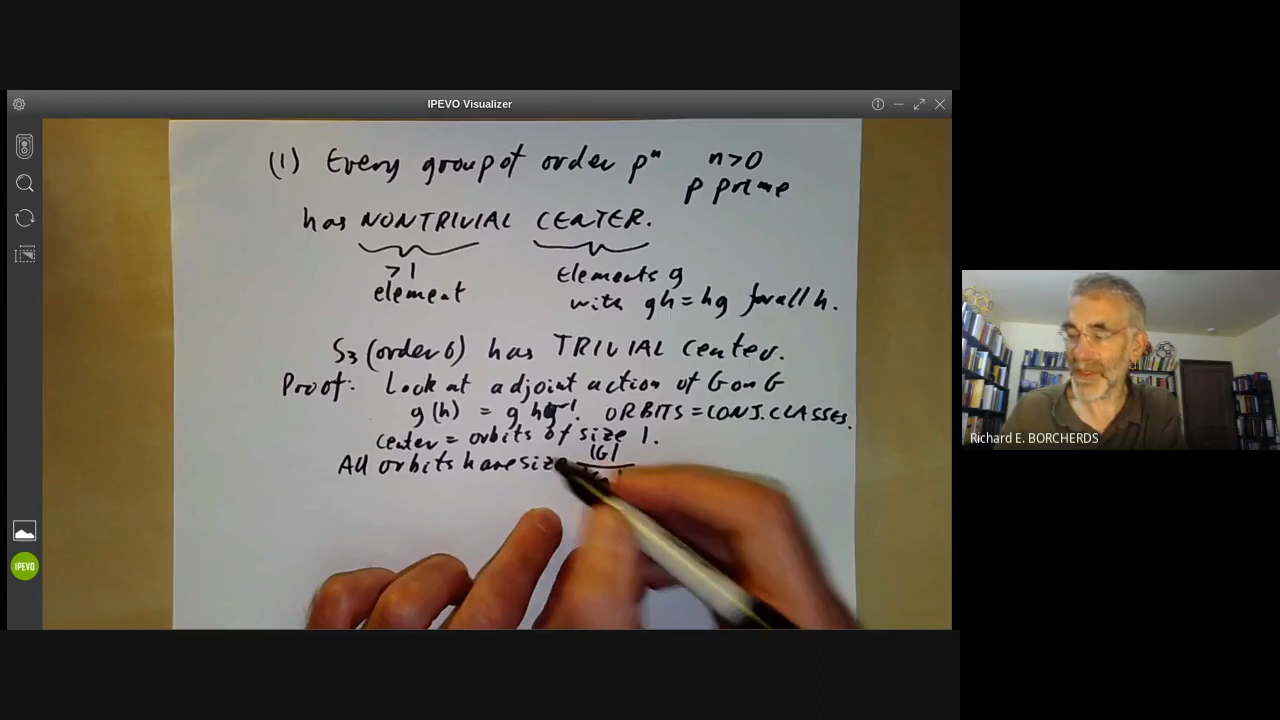 IPEVO Visualizer
(1) Every group of order pⁿ n>0
p prime
has NONTRIVIAL CENTER.
>1
element
Elements g
with gh = hg for all h.
S₃ (order 6) has TRIVIAL center.
Proof: Look at adjoint action of G on G
g(h) = g h g⁻¹. ORBITS = CONJ. CLASSES.
center = orbits of size 1.
All orbits have size |G|
Richard E. BORCHERDS
IPEVO